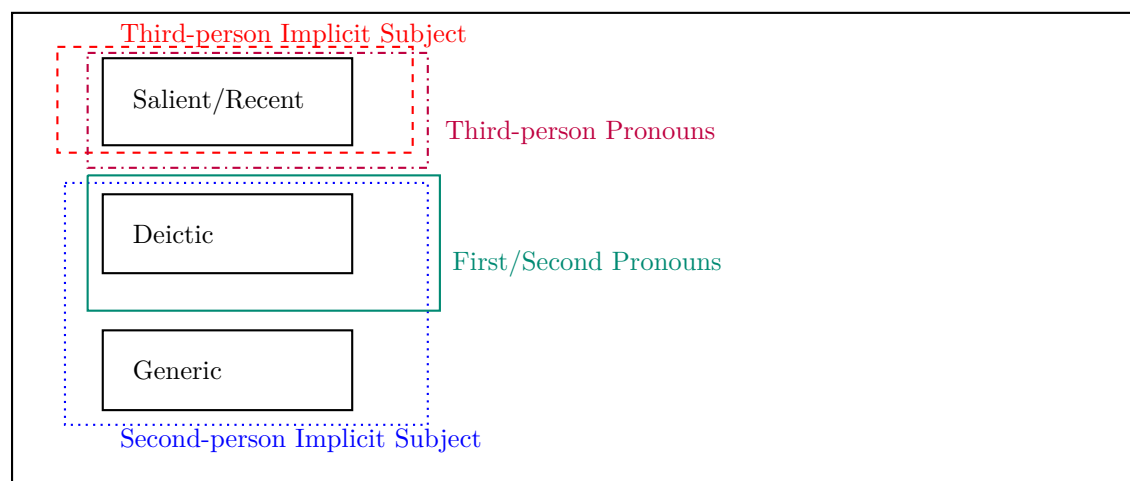 Third-person Implicit Subject
Salient/Recent
Third-person Pronouns
Deictic
First/Second Pronouns
Generic
Second-person Implicit Subject